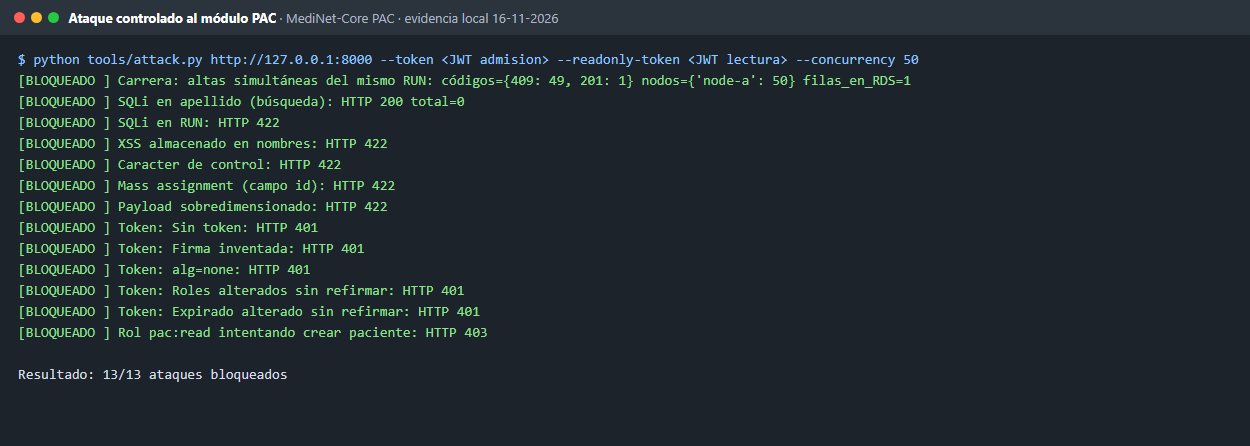 Ataque controlado al módulo PAC · MediNet-Core PAC · evidencia local 16-11-2026
$ python tools/attack.py http://127.0.0.1:8000 --token <JWT admision> --readonly-token <JWT lectura> --concurrency 50
[BLOQUEADO ] Carrera: altas simultáneas del mismo RUN: códigos={409: 49, 201: 1} nodos={'node-a': 50} filas_en_RDS=1
[BLOQUEADO ] SQLi en apellido (búsqueda): HTTP 200 total=0
[BLOQUEADO ] SQLi en RUN: HTTP 422
[BLOQUEADO ] XSS almacenado en nombres: HTTP 422
[BLOQUEADO ] Caracter de control: HTTP 422
[BLOQUEADO ] Mass assignment (campo id): HTTP 422
[BLOQUEADO ] Payload sobredimensionado: HTTP 422
[BLOQUEADO ] Token: Sin token: HTTP 401
[BLOQUEADO ] Token: Firma inventada: HTTP 401
[BLOQUEADO ] Token: alg=none: HTTP 401
[BLOQUEADO ] Token: Roles alterados sin refirmar: HTTP 401
[BLOQUEADO ] Token: Expirado alterado sin refirmar: HTTP 401
[BLOQUEADO ] Rol pac:read intentando crear paciente: HTTP 403
Resultado: 13/13 ataques bloqueados